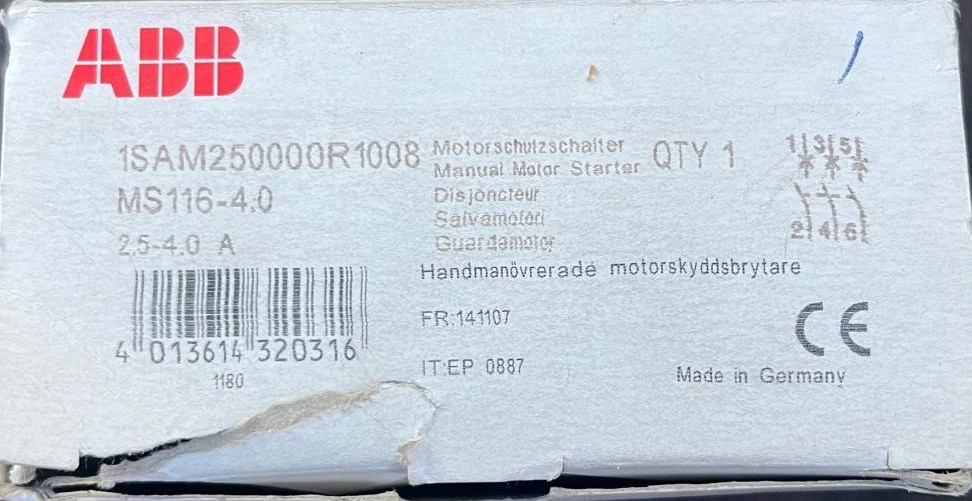 ABB
1SAM250000R1008
MS116-4.0
2.5-4.0 A
Motorschutzschalter
Manual Motor Starter
Disjoncteur
Salvamotori
Guardamotor
Handmanövrerade motorskyddsbrytare
QTY 1
1 3 5
2 4 6
4 013614 320316
1180
FR:141107
IT:EP 0887
CE
Made in Germany